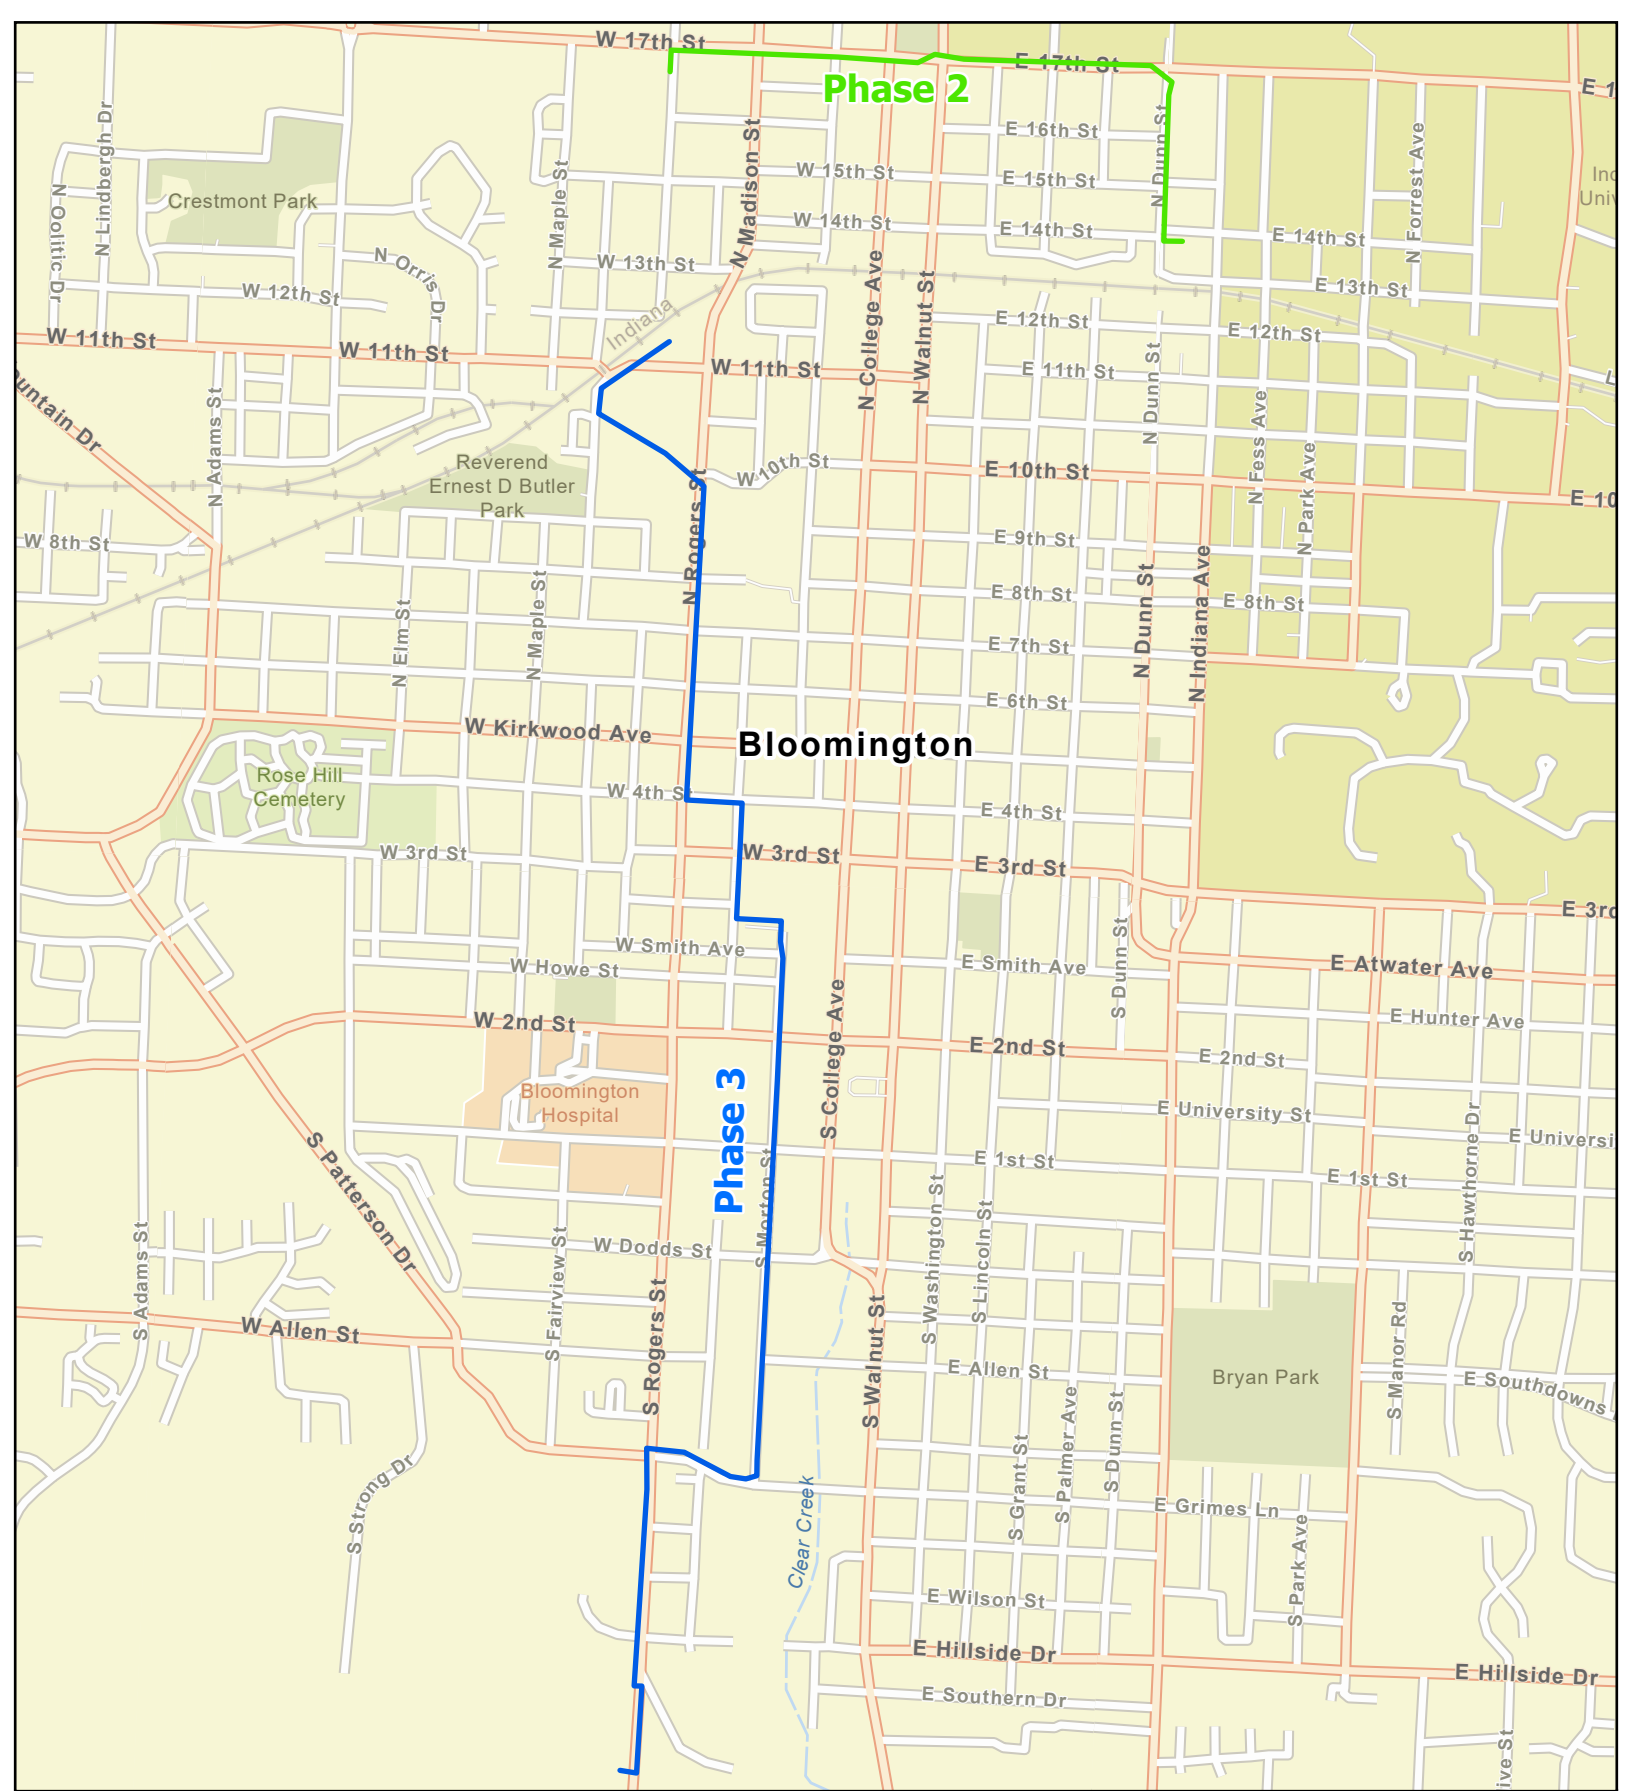 W 17th St
E 17th St
Phase 2
E 1
N Lindbergh Dr
N Oolitic Dr
Crestmont Park
N Maple St
N Madison St
E 16th St
N Dunn St
N Forrest Ave
W 15th St
E 15th St
Ind
Univ
W 14th St
E 14th St
E 14th St
N Orris Dr
W 13th St
E 13th St
W 12th St
Indiana
N College Ave
N Walnut St
E 12th St
E 12th St
W 11th St
W 11th St
W 11th St
E 11th St
L
ountain Dr
N Adams St
N Dunn St
N Fess Ave
N Park Ave
Reverend
Ernest D Butler
Park
W 10th St
E 10th St
E 10
N Rogers St
W 8th St
E 9th St
E 8th St
E 8th St
N Elm St
N Maple St
N Dunn St
N Indiana Ave
E 7th St
E 6th St
W Kirkwood Ave
Bloomington
Rose Hill
Cemetery
W 4th St
E 4th St
W 3rd St
W 3rd St
E 3rd St
E 3rd
W Smith Ave
W Howe St
E Smith Ave
S Dunn St
E Atwater Ave
W 2nd St
S College Ave
E 2nd St
E Hunter Ave
E 2nd St
Bloomington
Hospital
Phase 3
E University St
E Universi
S Patterson Dr
S Morton St
E 1st St
E 1st St
S Hawthorne Dr
S Adams St
S Fairview St
W Dodds St
S Washington St
S Lincoln St
W Allen St
S Rogers St
S Walnut St
E Allen St
Bryan Park
S Manor Rd
E Southdowns
S Strong Dr
Clear Creek
S Grant St
S Palmer Ave
S Dunn St
E Grimes Ln
S Park Ave
E Wilson St
E Hillside Dr
E Hillside Dr
E Southern Dr
ive St